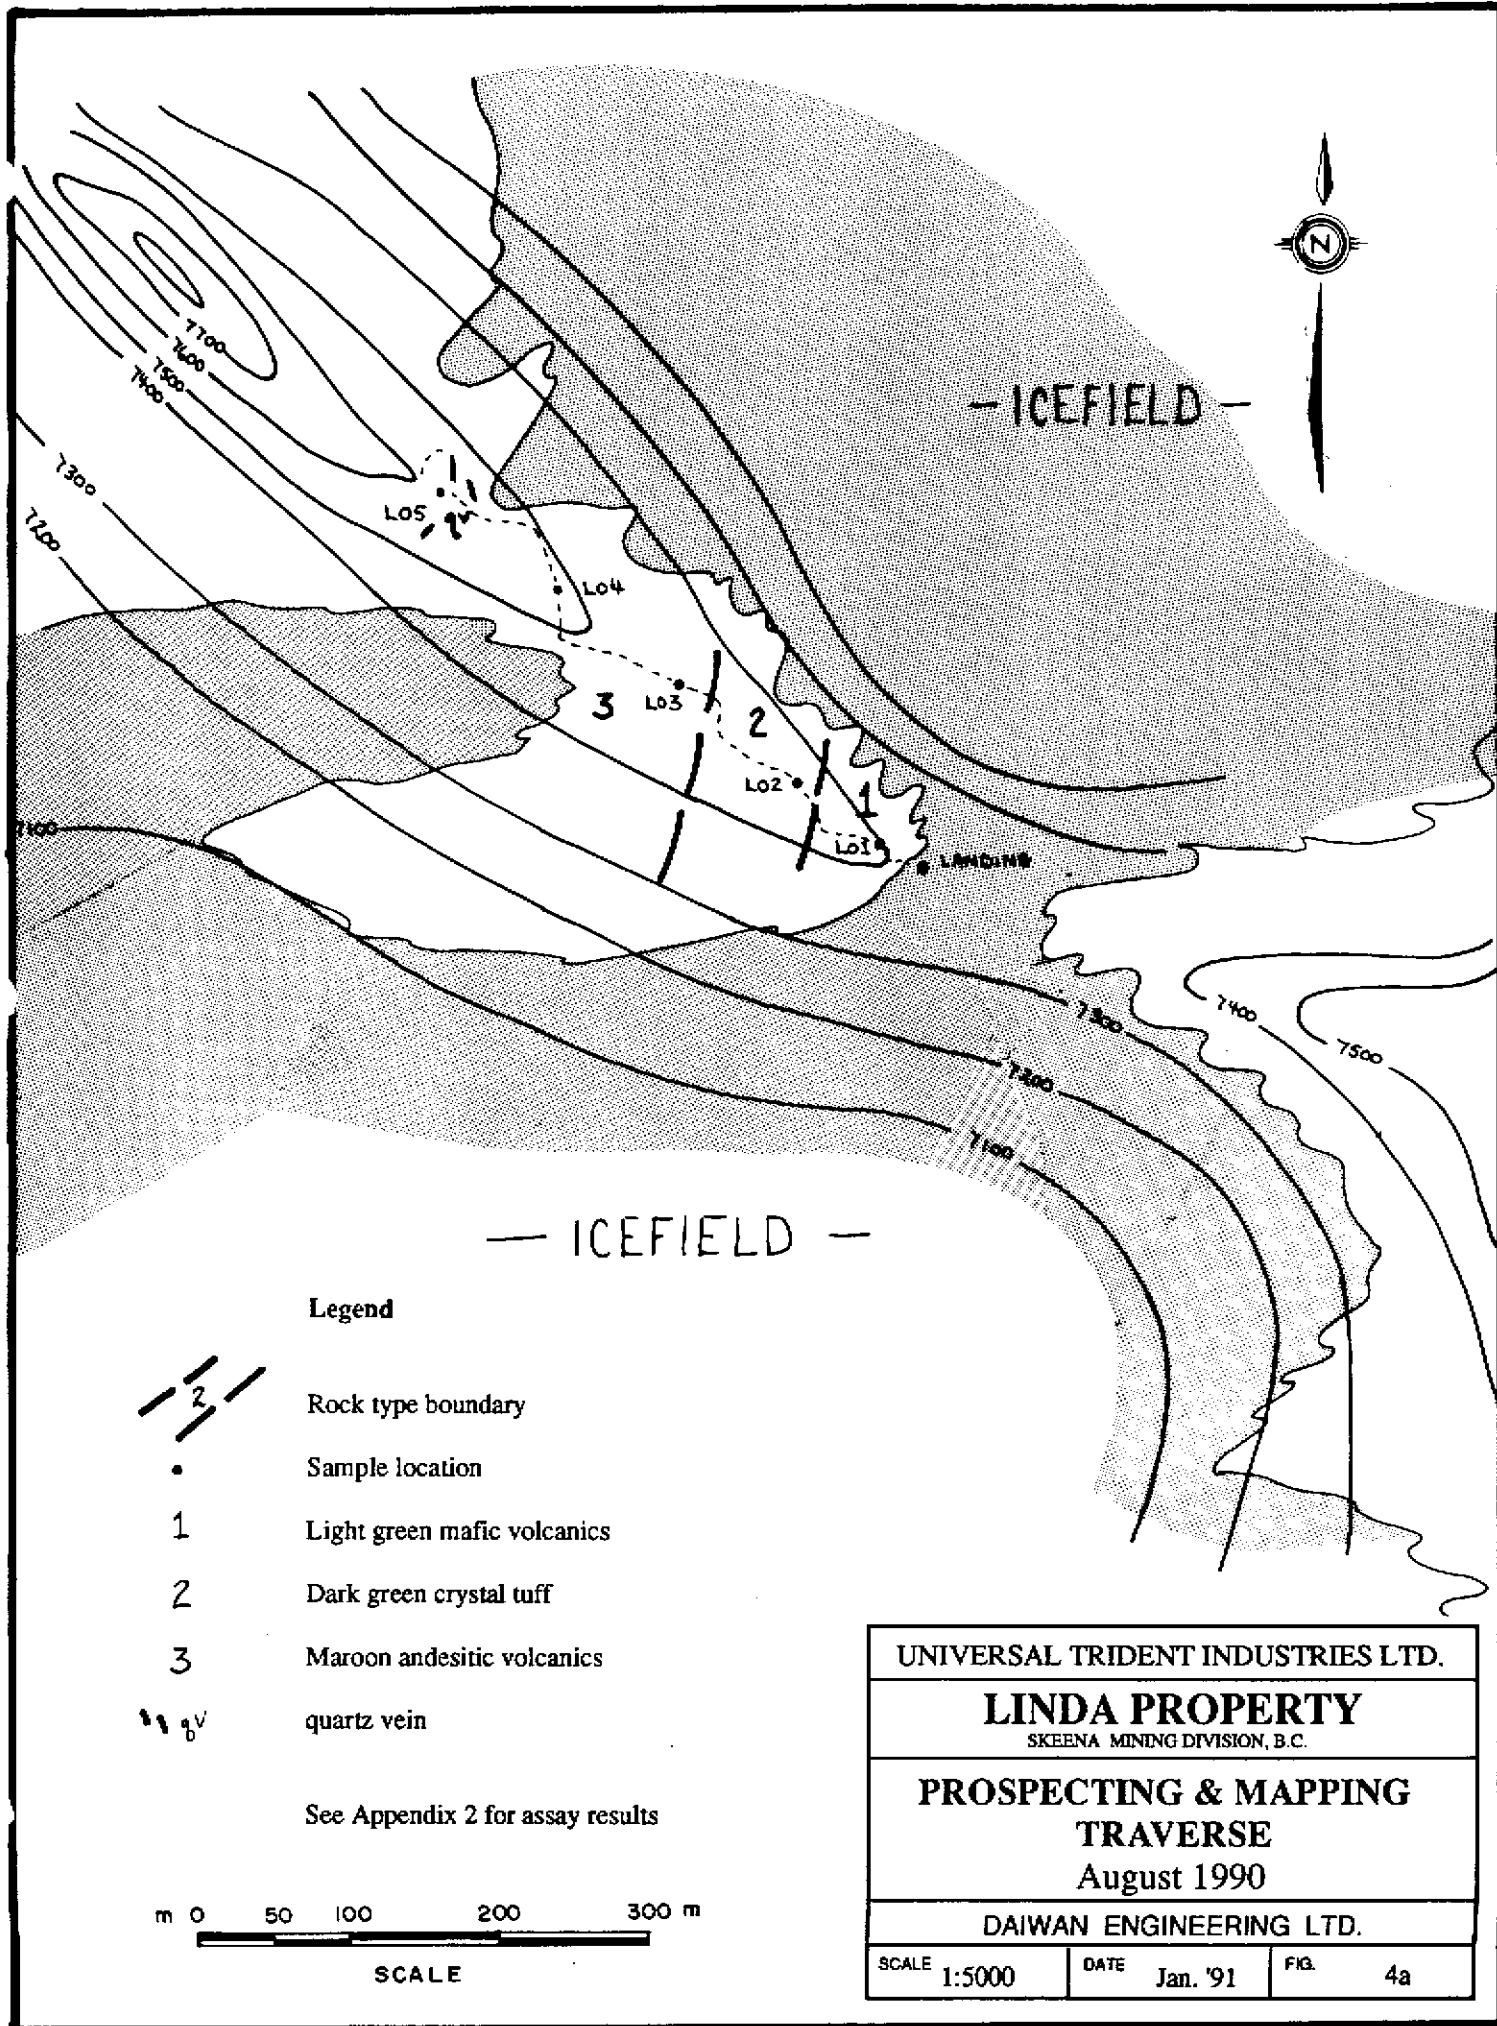 N
- ICEFIELD -
7700
7600
7500
7400
7300
7200
L05
qv
L04
3
L03
2
L02
1
L01
LANDING
7100
7400
7300
7500
7200
7100
- ICEFIELD -
Legend
2
Rock type boundary
Sample location
1
Light green mafic volcanics
2
Dark green crystal tuff
3
Maroon andesitic volcanics
qv
quartz vein
See Appendix 2 for assay results
m 0 50 100 200 300 m
SCALE
UNIVERSAL TRIDENT INDUSTRIES LTD.
LINDA PROPERTY
SKEENA MINING DIVISION, B.C.
PROSPECTING & MAPPING
TRAVERSE
August 1990
DAIWAN ENGINEERING LTD.
SCALE 1:5000
DATE Jan. '91
FIG. 4a